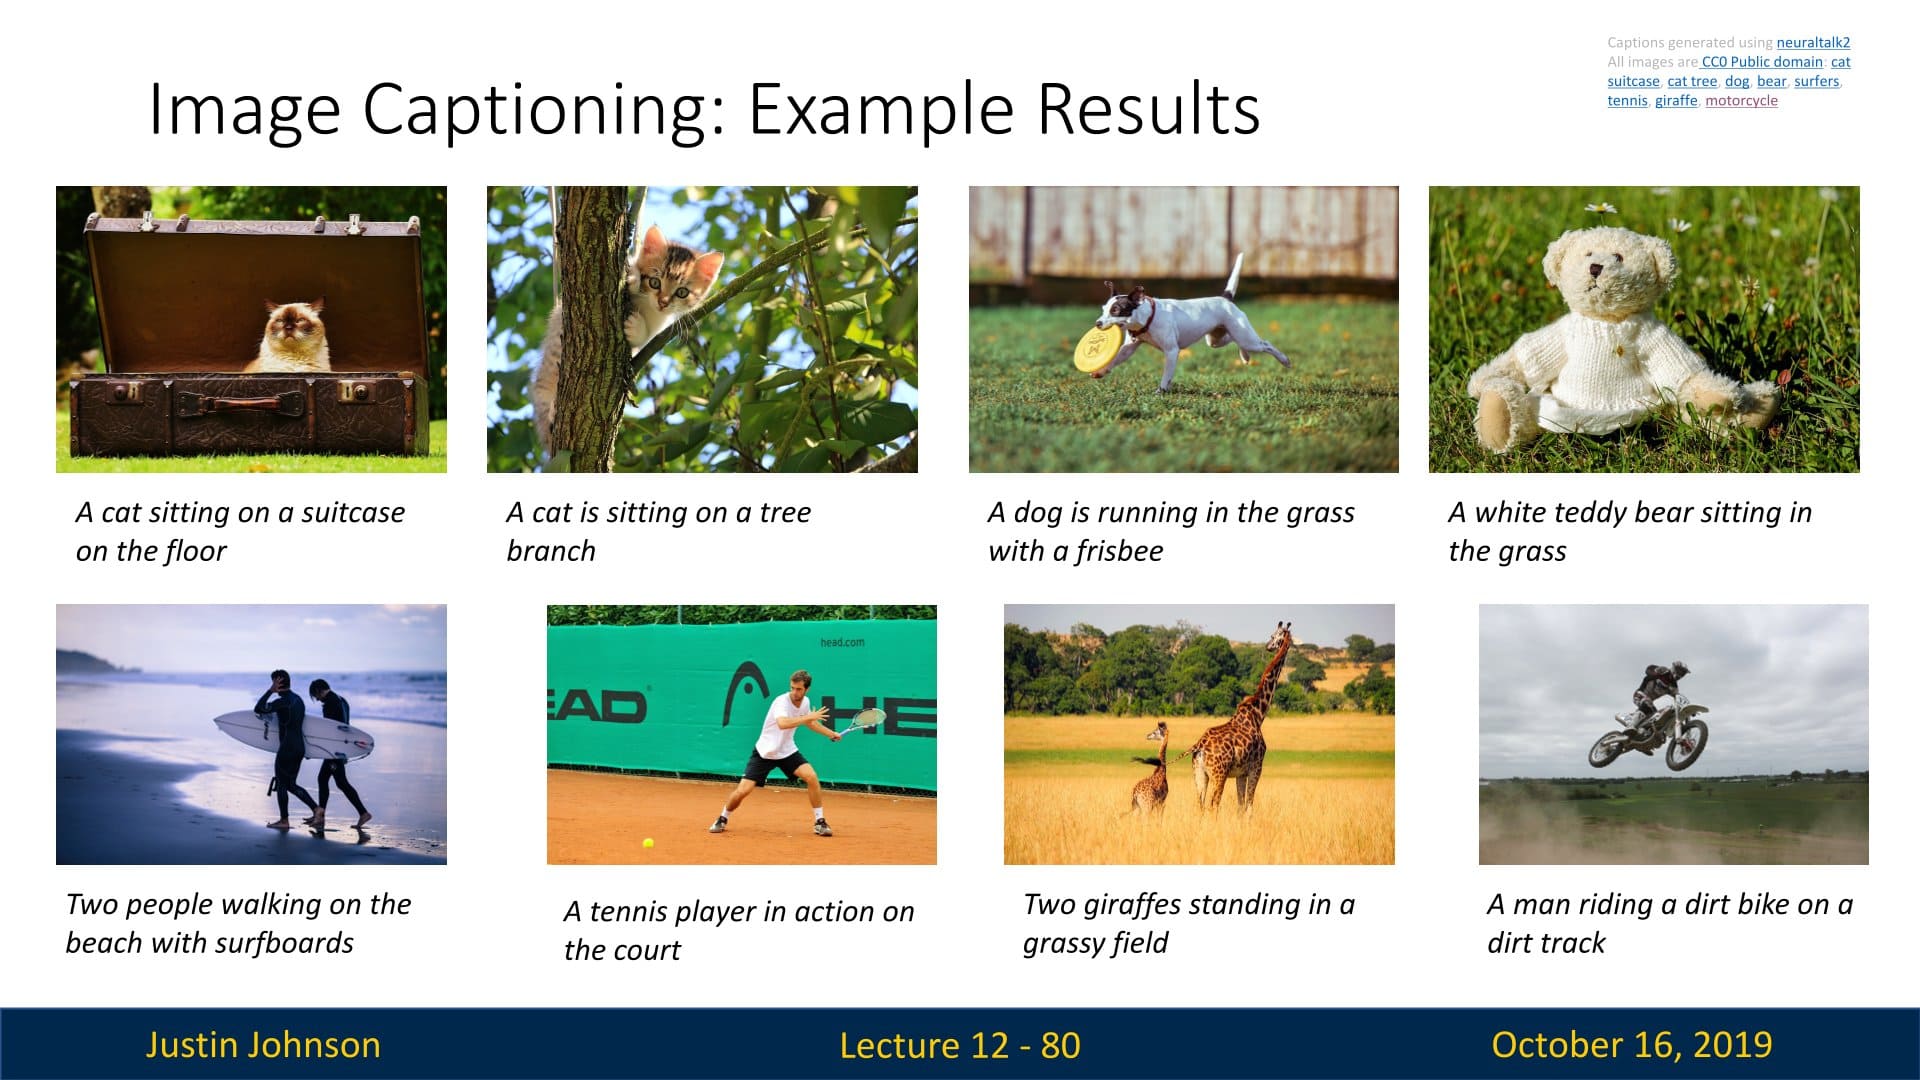 Captions generated using neuraltalk2
All images are CC0 Public domain: cat
suitcase, cat tree, dog, bear, surfers,
tennis, giraffe, motorcycle
Image Captioning: Example Results
A cat sitting on a suitcase
on the floor
A cat is sitting on a tree
branch
A dog is running in the grass
with a frisbee
A white teddy bear sitting in
the grass
head.com
EAD
HE
Two people walking on the
beach with surfboards
A tennis player in action on
the court
Two giraffes standing in a
grassy field
A man riding a dirt bike on a
dirt track
Justin Johnson
Lecture 12 - 80
October 16, 2019